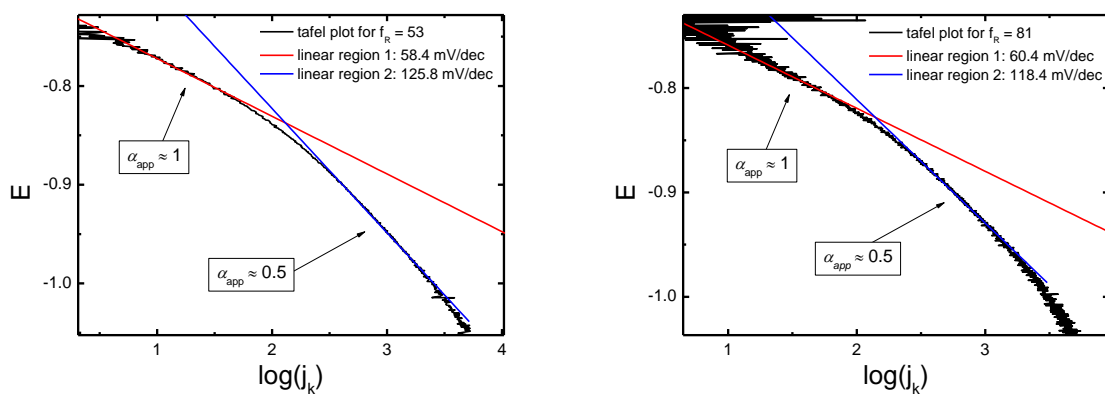 tafel plot for f_R = 53
linear region 1: 58.4 mV/dec
linear region 2: 125.8 mV/dec
-0.8
α_app ≈ 1
E
-0.9
α_app ≈ 0.5
-1.0
1 2 3 4
log(j_k)
tafel plot for f_R = 81
linear region 1: 60.4 mV/dec
linear region 2: 118.4 mV/dec
-0.8
α_app ≈ 1
E
-0.9
α_app ≈ 0.5
-1.0
1 2 3
log(j_k)